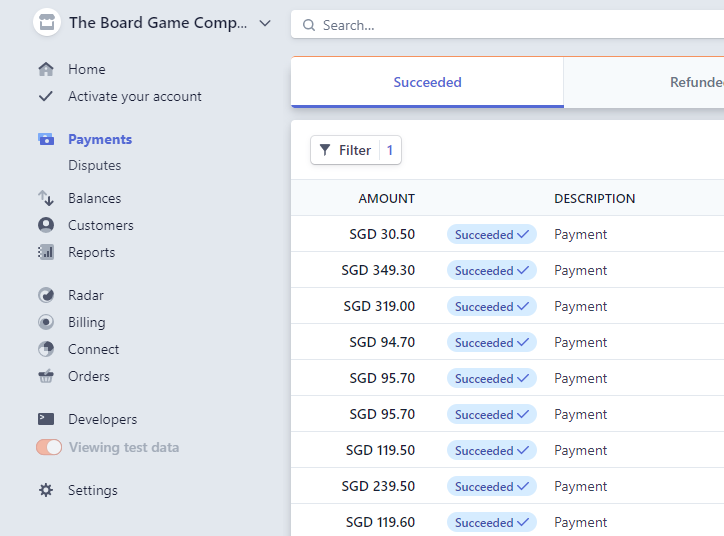 The Board Game Comp...
Search...
Home
Activate your account
Payments
Disputes
Balances
Customers
Reports
Radar
Billing
Connect
Orders
Developers
Viewing test data
Settings
Succeeded
Refunde
Filter 1
AMOUNT DESCRIPTION
SGD 30.50 Succeeded Payment
SGD 349.30 Succeeded Payment
SGD 319.00 Succeeded Payment
SGD 94.70 Succeeded Payment
SGD 95.70 Succeeded Payment
SGD 95.70 Succeeded Payment
SGD 119.50 Succeeded Payment
SGD 239.50 Succeeded Payment
SGD 119.60 Succeeded Payment